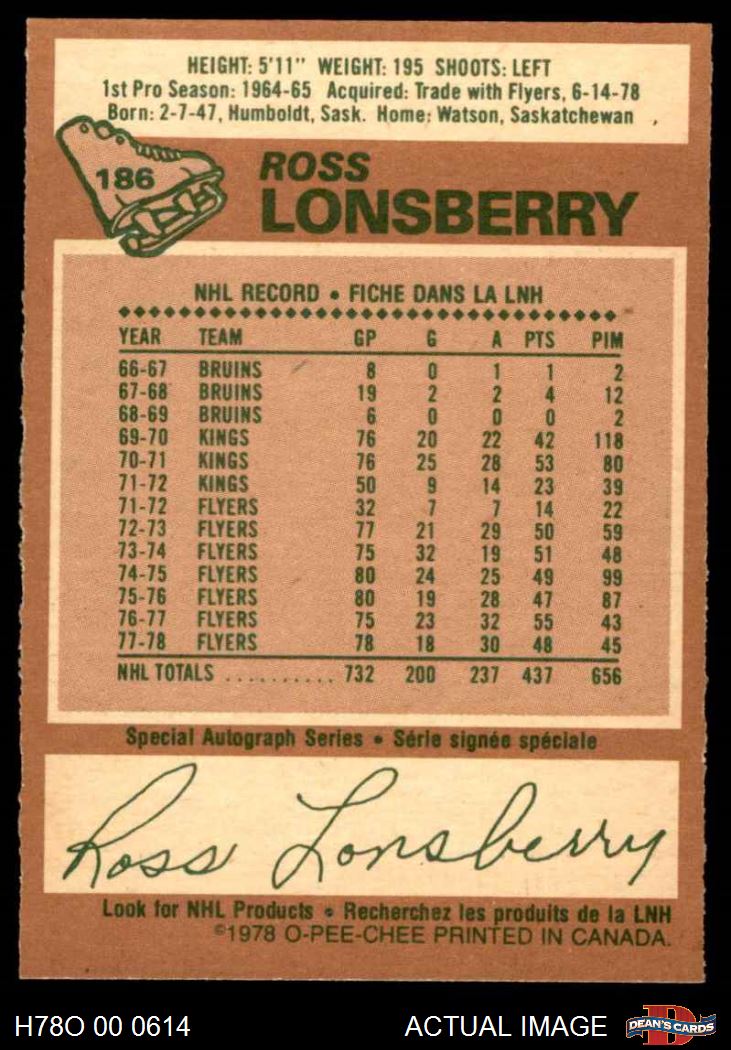 HEIGHT: 5'11" WEIGHT: 195 SHOOTS: LEFT
1st Pro Season: 1964-65 Acquired: Trade with Flyers, 6-14-78
Born: 2-7-47, Humboldt, Sask. Home: Watson, Saskatchewan
186
ROSS
LONSBERRY
NHL RECORD • FICHE DANS LA LNH
YEAR TEAM GP G A PTS PIM
66-67 BRUINS 8 0 1 1 2
67-68 BRUINS 19 2 2 4 12
68-69 BRUINS 6 0 0 0 2
69-70 KINGS 76 20 22 42 118
70-71 KINGS 76 25 28 53 80
71-72 KINGS 50 9 14 23 39
71-72 FLYERS 32 7 7 14 22
72-73 FLYERS 77 21 29 50 59
73-74 FLYERS 75 32 19 51 48
74-75 FLYERS 80 24 25 49 99
75-76 FLYERS 80 19 28 47 87
76-77 FLYERS 75 23 32 55 43
77-78 FLYERS 78 18 30 48 45
NHL TOTALS .......... 732 200 237 437 656
Special Autograph Series • Série signée spéciale
Ross Lonsberry
Look for NHL Products • Recherchez les produits de la LNH
©1978 O-PEE-CHEE PRINTED IN CANADA.
H78O 00 0614 ACTUAL IMAGE D DEAN'S CARDS